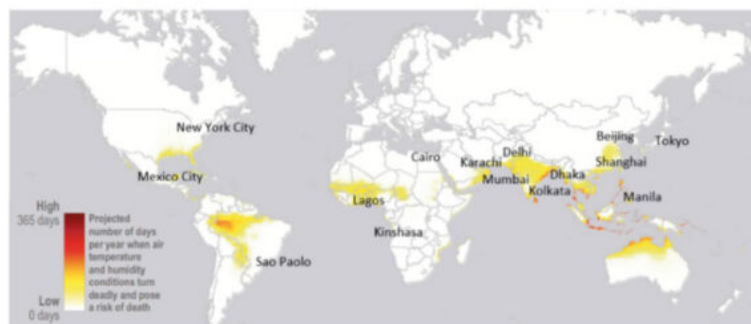 New York City
Beijing
Tokyo
Cairo
Delhi
Karachi
Shanghai
Mexico City
Mumbai
Dhaka
Kolkata
Lagos
Manila
High
365 days
Projected
number of days
per year when air
temperature
and humidity
conditions turn
deadly and pose
a risk of death
Low
0 days
Kinshasa
Sao Paolo